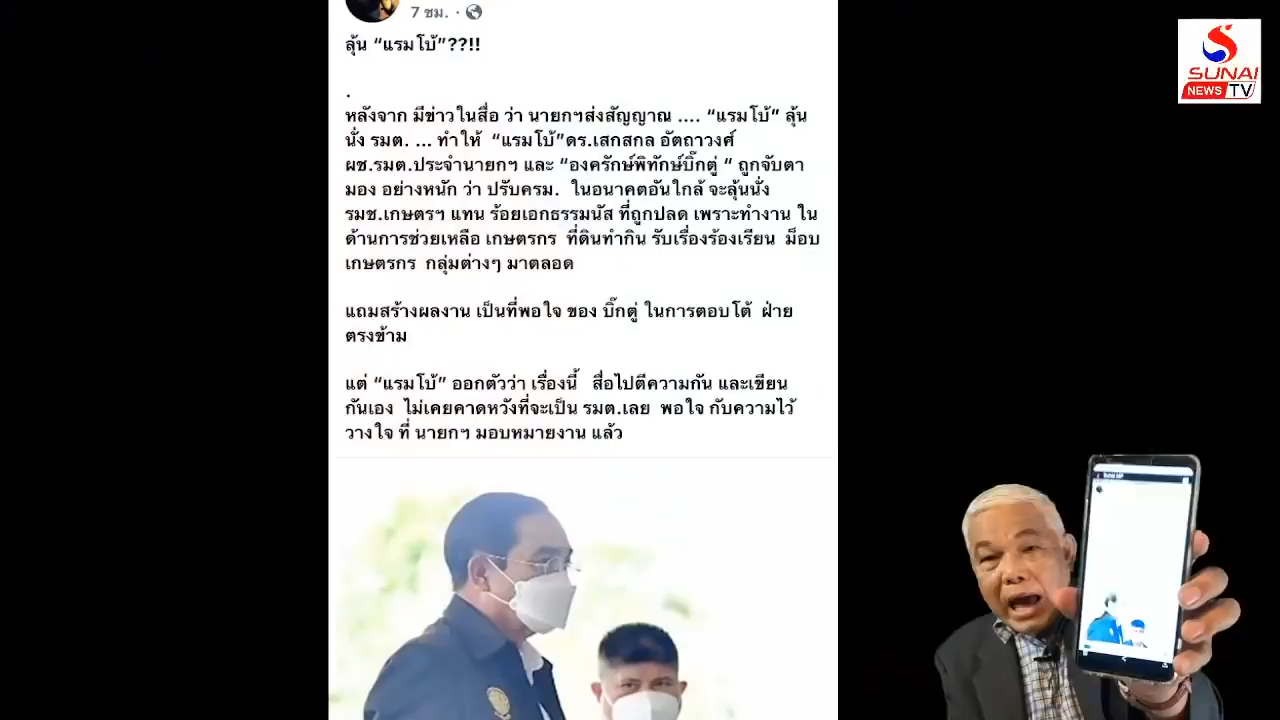 7 ชม. ·
ลุ้น “แรมโบ้”??!!
.
หลังจาก มีข่าวในสื่อ ว่า นายกฯส่งสัญญาณ .... “แรมโบ้” ลุ้น
นั่ง รมต. ... ทำให้ “แรมโบ้”ดร.เสกสกล อัตถาวงศ์
ผช.รมต.ประจำนายกฯ และ “องครักษ์พิทักษ์บิ๊กตู่ “ ถูกจับตา
มอง อย่างหนัก ว่า ปรับครม. ในอนาคตอันใกล้ จะลุ้นนั่ง
รมช.เกษตรฯ แทน ร้อยเอกธรรมนัส ที่ถูกปลด เพราะทำงาน ใน
ด้านการช่วยเหลือ เกษตรกร ที่ดินทำกิน รับเรื่องร้องเรียน ม็อบ
เกษตรกร กลุ่มต่างๆ มาตลอด
แถมสร้างผลงาน เป็นที่พอใจ ของ บิ๊กตู่ ในการตอบโต้ ฝ่าย
ตรงข้าม
แต่ “แรมโบ้” ออกตัวว่า เรื่องนี้ สื่อไปตีความกัน และเขียน
กันเอง ไม่เคยคาดหวังที่จะเป็น รมต.เลย พอใจ กับความไว้
วางใจ ที่ นายกฯ มอบหมายงาน แล้ว
SUNAI
NEWS TV